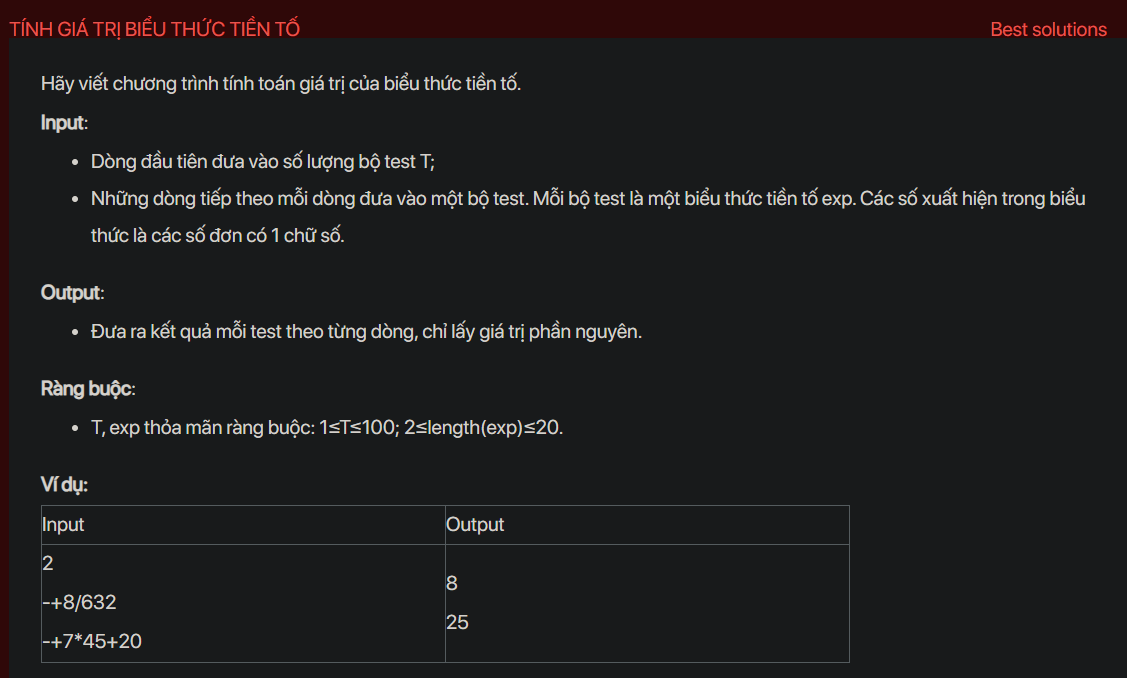 TÍNH GIÁ TRỊ BIỂU THỨC TIỀN TỐ
Best solutions
Hãy viết chương trình tính toán giá trị của biểu thức tiền tố.
Input:
• Dòng đầu tiên đưa vào số lượng bộ test T;
• Những dòng tiếp theo mỗi dòng đưa vào một bộ test. Mỗi bộ test là một biểu thức tiền tố exp. Các số xuất hiện trong biểu
thức là các số đơn có 1 chữ số.
Output:
• Đưa ra kết quả mỗi test theo từng dòng, chỉ lấy giá trị phần nguyên.
Ràng buộc:
• T, exp thỏa mãn ràng buộc: 1≤T≤100; 2≤length(exp)≤20.
Ví dụ:
Input
Output
2
-+8/632
-+7*45+20
8
25